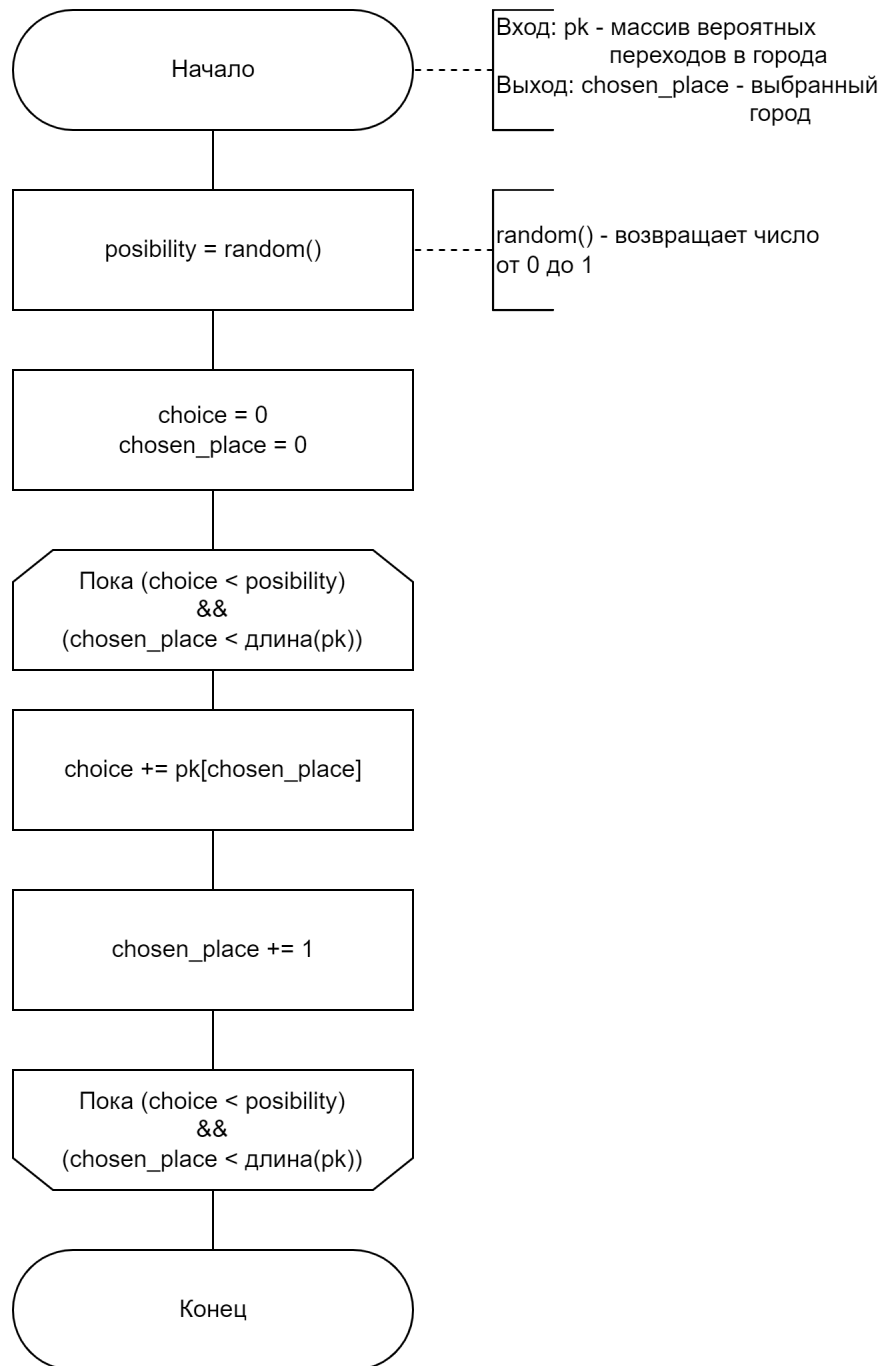 Начало
Вход: pk - массив вероятных
переходов в города
Выход: chosen_place - выбранный
город
posibility = random()
random() - возвращает число
от 0 до 1
choice = 0
chosen_place = 0
Пока (choice < posibility)
&&
(chosen_place < длина(pk))
choice += pk[chosen_place]
chosen_place += 1
Пока (choice < posibility)
&&
(chosen_place < длина(pk))
Конец